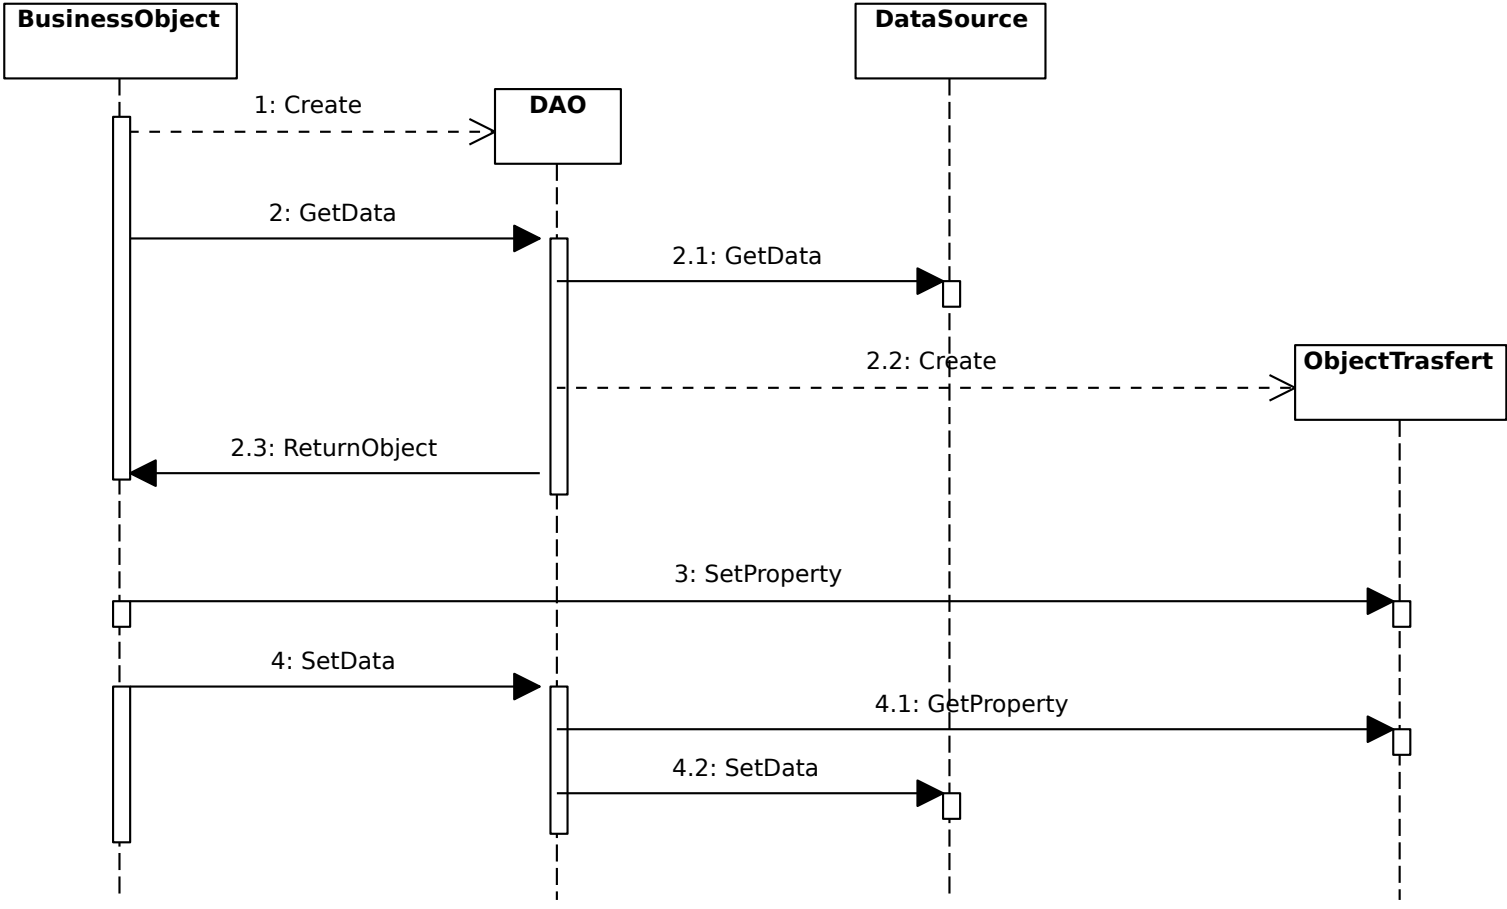 BusinessObject
DataSource
DAO
1: Create
2: GetData
2.1: GetData
2.2: Create
ObjectTrasfert
2.3: ReturnObject
3: SetProperty
4: SetData
4.1: GetProperty
4.2: SetData